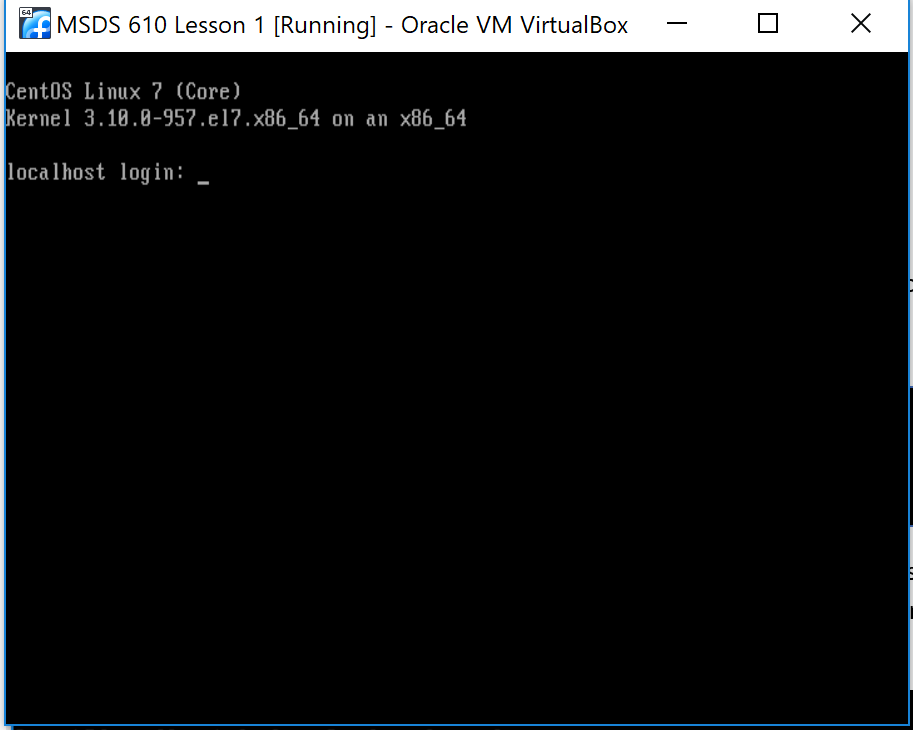 64
MSDS 610 Lesson 1 [Running] - Oracle VM VirtualBox
CentOS Linux 7 (Core)
Kernel 3.10.0-957.el7.x86_64 on an x86_64
localhost login: _